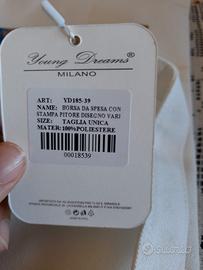 Young Dreams®
MILANO
ART: YD185-39
NAME: BORSA DA SPESA CON
STAMPA PITORE DISEGNO VARI
SIZE: TAGLIA UNICA
MATER:100%POLIESTERE
00018539
subito